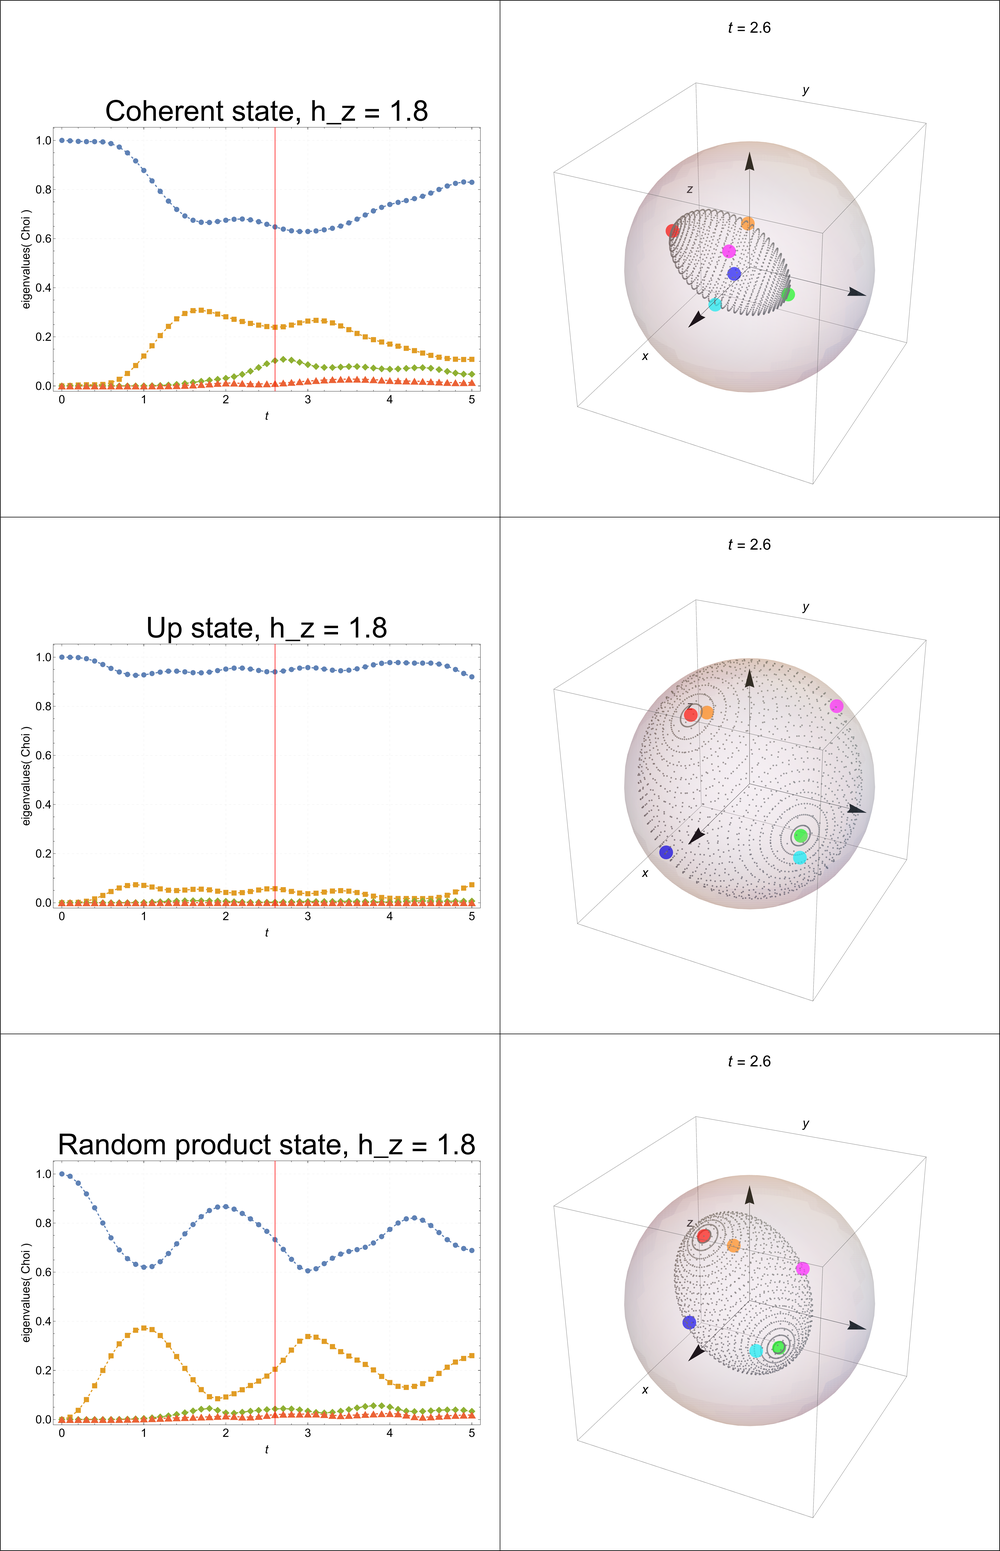 t = 2.6
Coherent state, h_z = 1.8
1.0
0.8
0.6
0.4
0.2
0.0
eigenvalues( Choi )
0 1 2 3 4 5
t
y
z
x
t = 2.6
Up state, h_z = 1.8
1.0
0.8
0.6
0.4
0.2
0.0
eigenvalues( Choi )
0 1 2 3 4 5
t
y
z
x
t = 2.6
Random product state, h_z = 1.8
1.0
0.8
0.6
0.4
0.2
0.0
eigenvalues( Choi )
0 1 2 3 4 5
t
y
z
x